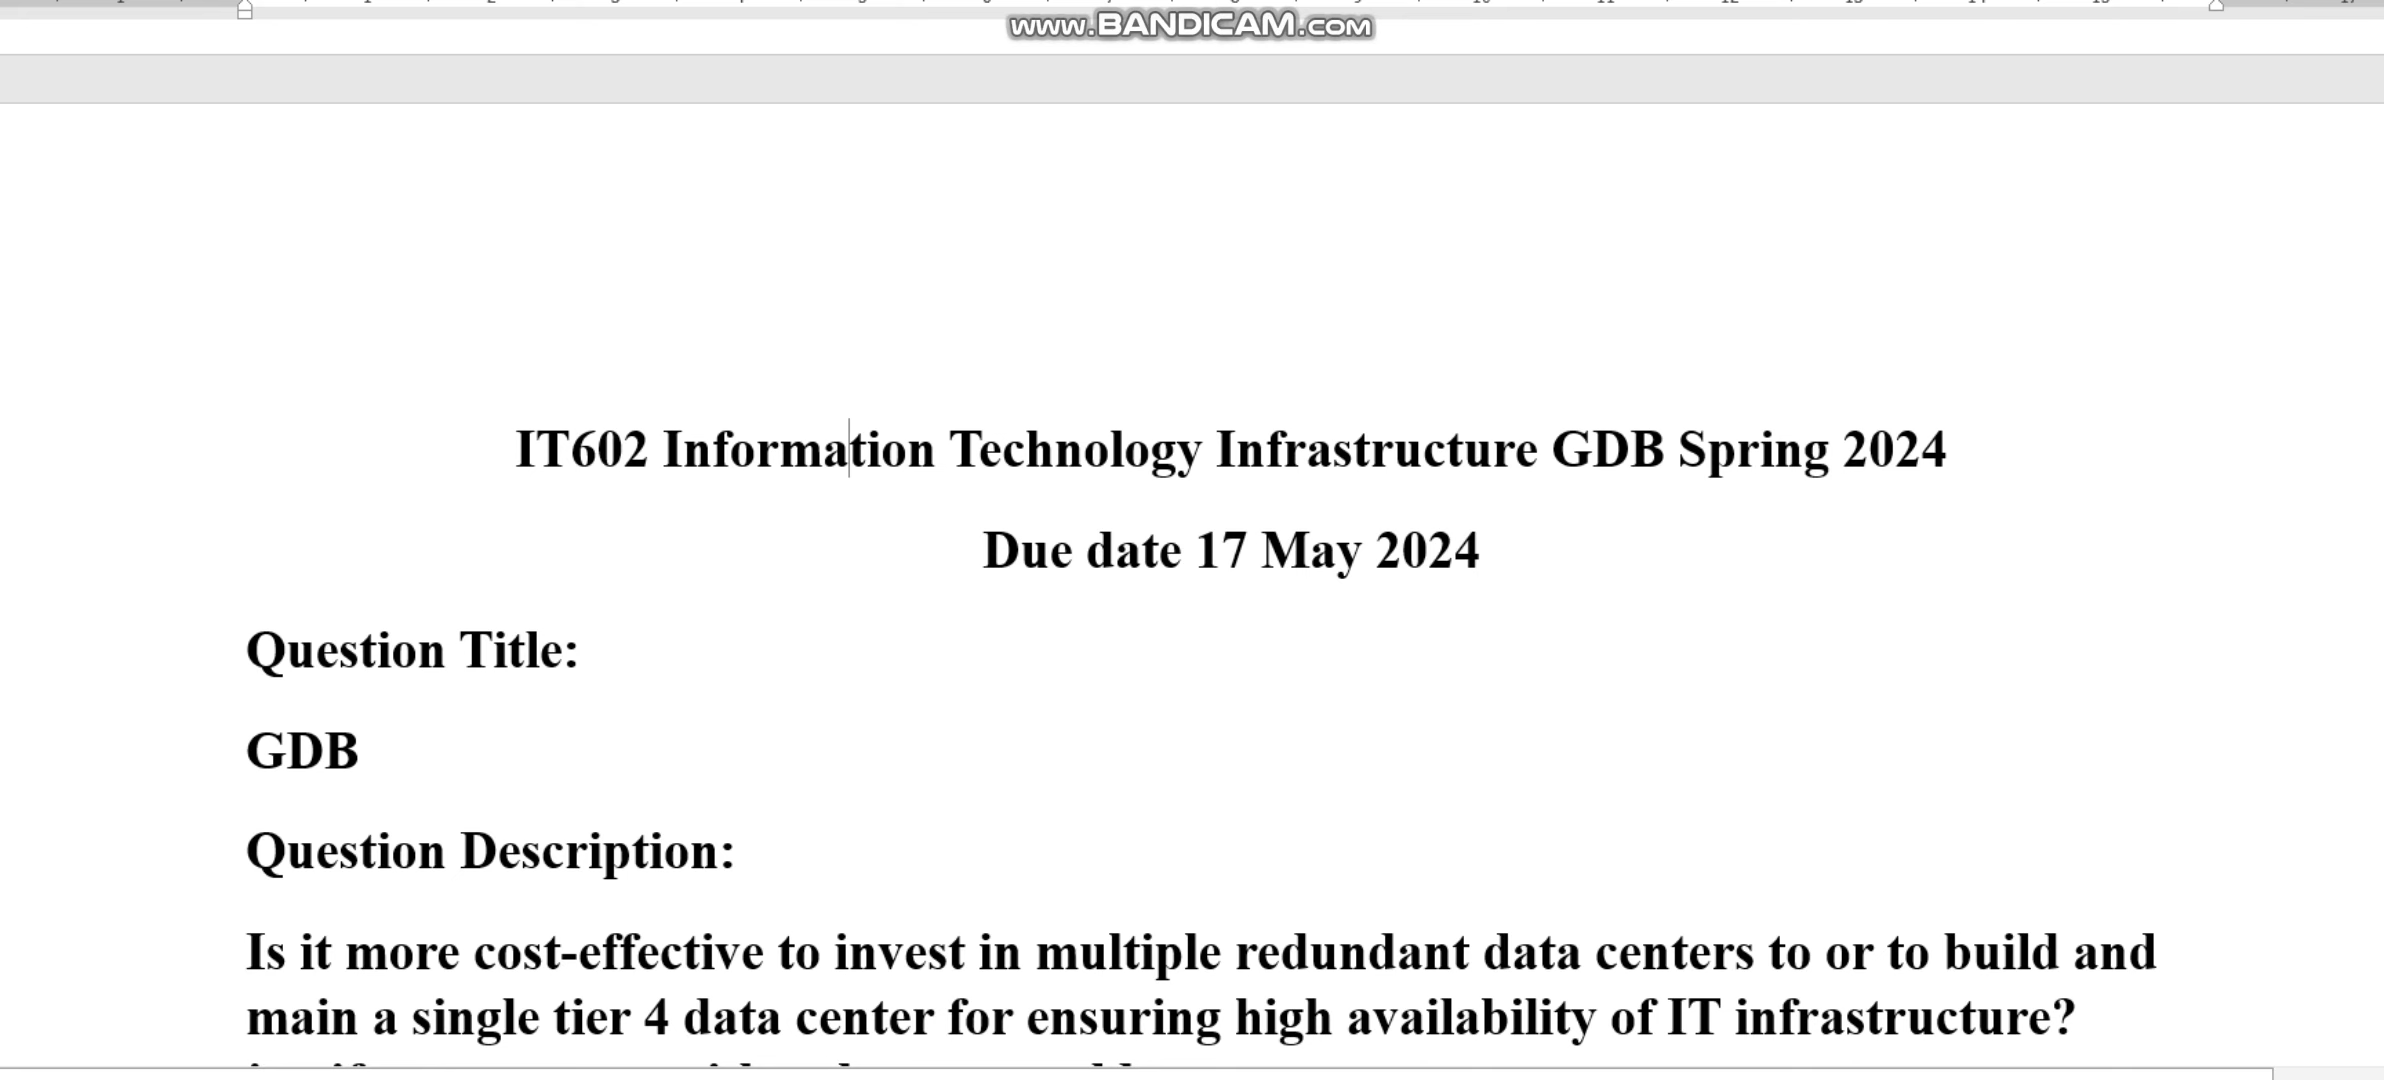 www.BANDICAM.com
IT602 Information Technology Infrastructure GDB Spring 2024
Due date 17 May 2024
Question Title:
GDB
Question Description:
Is it more cost-effective to invest in multiple redundant data centers to or to build and
main a single tier 4 data center for ensuring high availability of IT infrastructure?